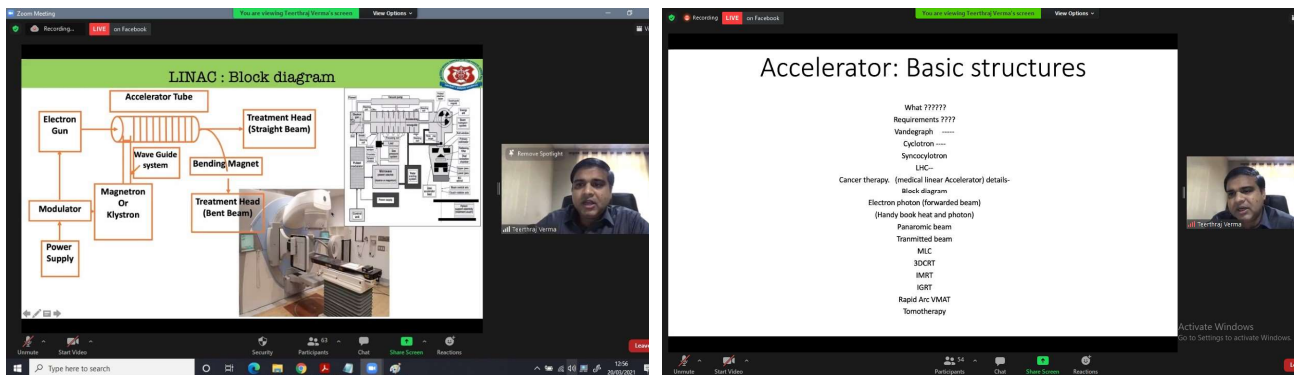 Zoom Meeting
You are viewing Teerthraj Verma's screen
View Options
Recording...
LIVE
on Facebook
LINAC : Block diagram
Accelerator Tube
Electron
Gun
Treatment Head
(Straight Beam)
Wave Guide
system
Bending Magnet
Magnetron
Or
Klystron
Modulator
Treatment Head
(Bent Beam)
Power
Supply
Remove Spotlight
Teerthraj Verma
Unmute
Start Video
Security
Participants
63
Chat
Share Screen
Reactions
Leave
Type here to search
12:56
20/03/2021
You are viewing Teerthraj Verma's screen
View Options
Recording
LIVE
on Facebook
Accelerator: Basic structures
What ??????
Requirements ????
Vandegraph -----
Cyclotron ----
Syncocylotron
LHC--
Cancer therapy. (medical linear Accelerator) details-
Block diagram
Electron photon (forwarded beam)
(Handy book heat and photon)
Panaromic beam
Tranmitted beam
MLC
3DCRT
IMRT
IGRT
Rapid Arc VMAT
Tomotherapy
Teerthraj Verma
Activate Windows
Go to Settings to activate Windows.
Unmute
Start Video
Participants
54
Chat
Share Screen
Reactions